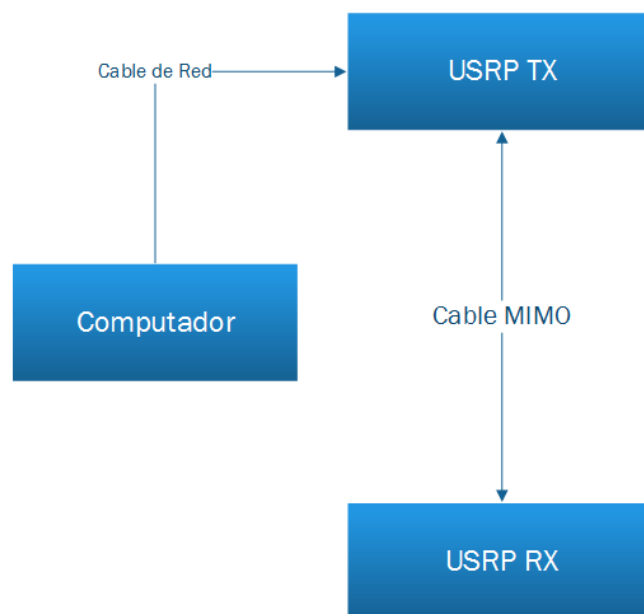 USRP TX
Cable de Red
Computador
Cable MIMO
USRP RX